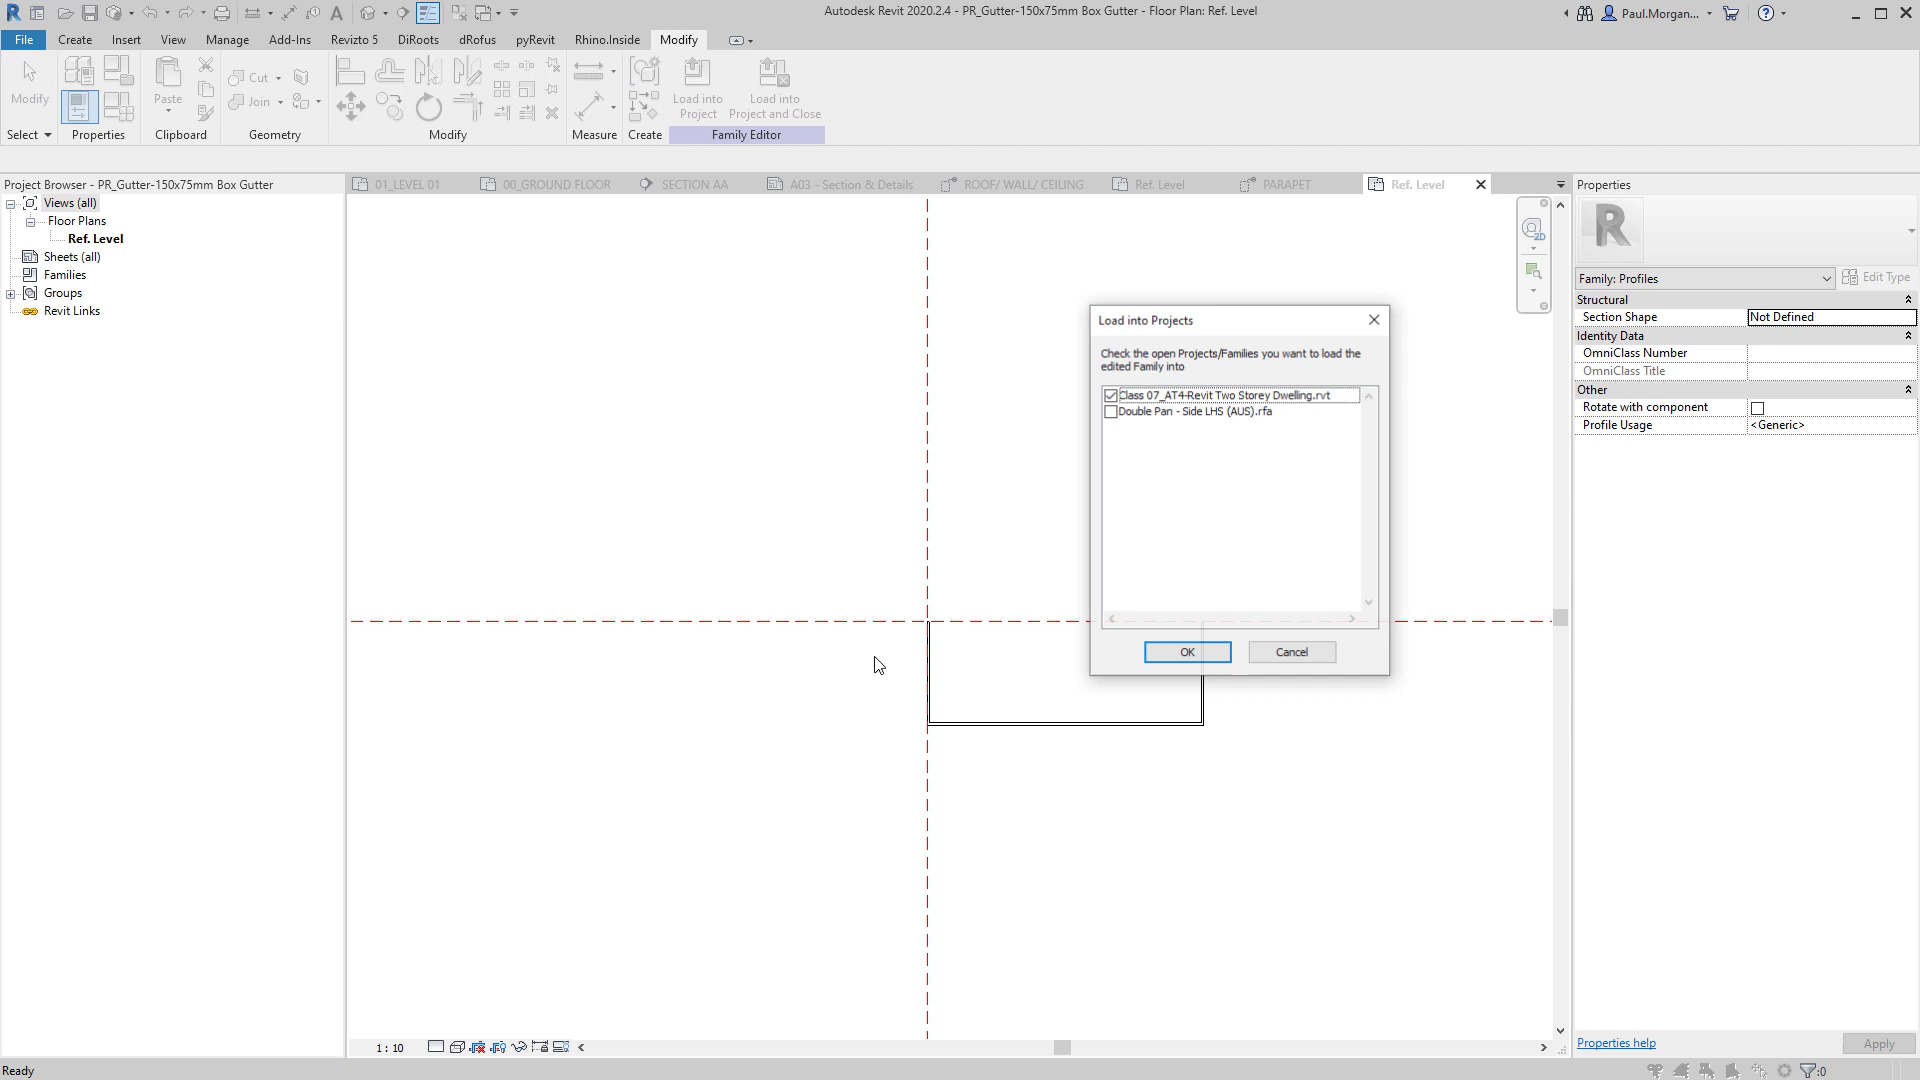 Autodesk Revit 2020.2.4 - PR_Gutter-150x75mm Box Gutter - Floor Plan: Ref. Level
Paul.Morgan...
File Create Insert View Manage Add-Ins Revizto 5 DiRoots dRofus pyRevit Rhino.Inside Modify
Modify
Paste
Cut
Join
Load into Project
Load into Project and Close
Select Properties Clipboard Geometry Modify Measure Create Family Editor
Project Browser - PR_Gutter-150x75mm Box Gutter
Views (all)
Floor Plans
Ref. Level
Sheets (all)
Families
Groups
Revit Links
01_LEVEL 01
00_GROUND FLOOR
SECTION AA
A03 - Section & Details
ROOF/ WALL/ CEILING
Ref. Level
PARAPET
Ref. Level
2D
Load into Projects
Check the open Projects/Families you want to load the
edited Family into
Class 07_AT4-Revit Two Storey Dwelling.rvt
Double Pan - Side LHS (AUS).rfa
OK
Cancel
Properties
R
Family: Profiles
Edit Type
Structural
Section Shape Not Defined
Identity Data
OmniClass Number
OmniClass Title
Other
Rotate with component
Profile Usage <Generic>
Properties help
Apply
1 : 10
Ready
:0